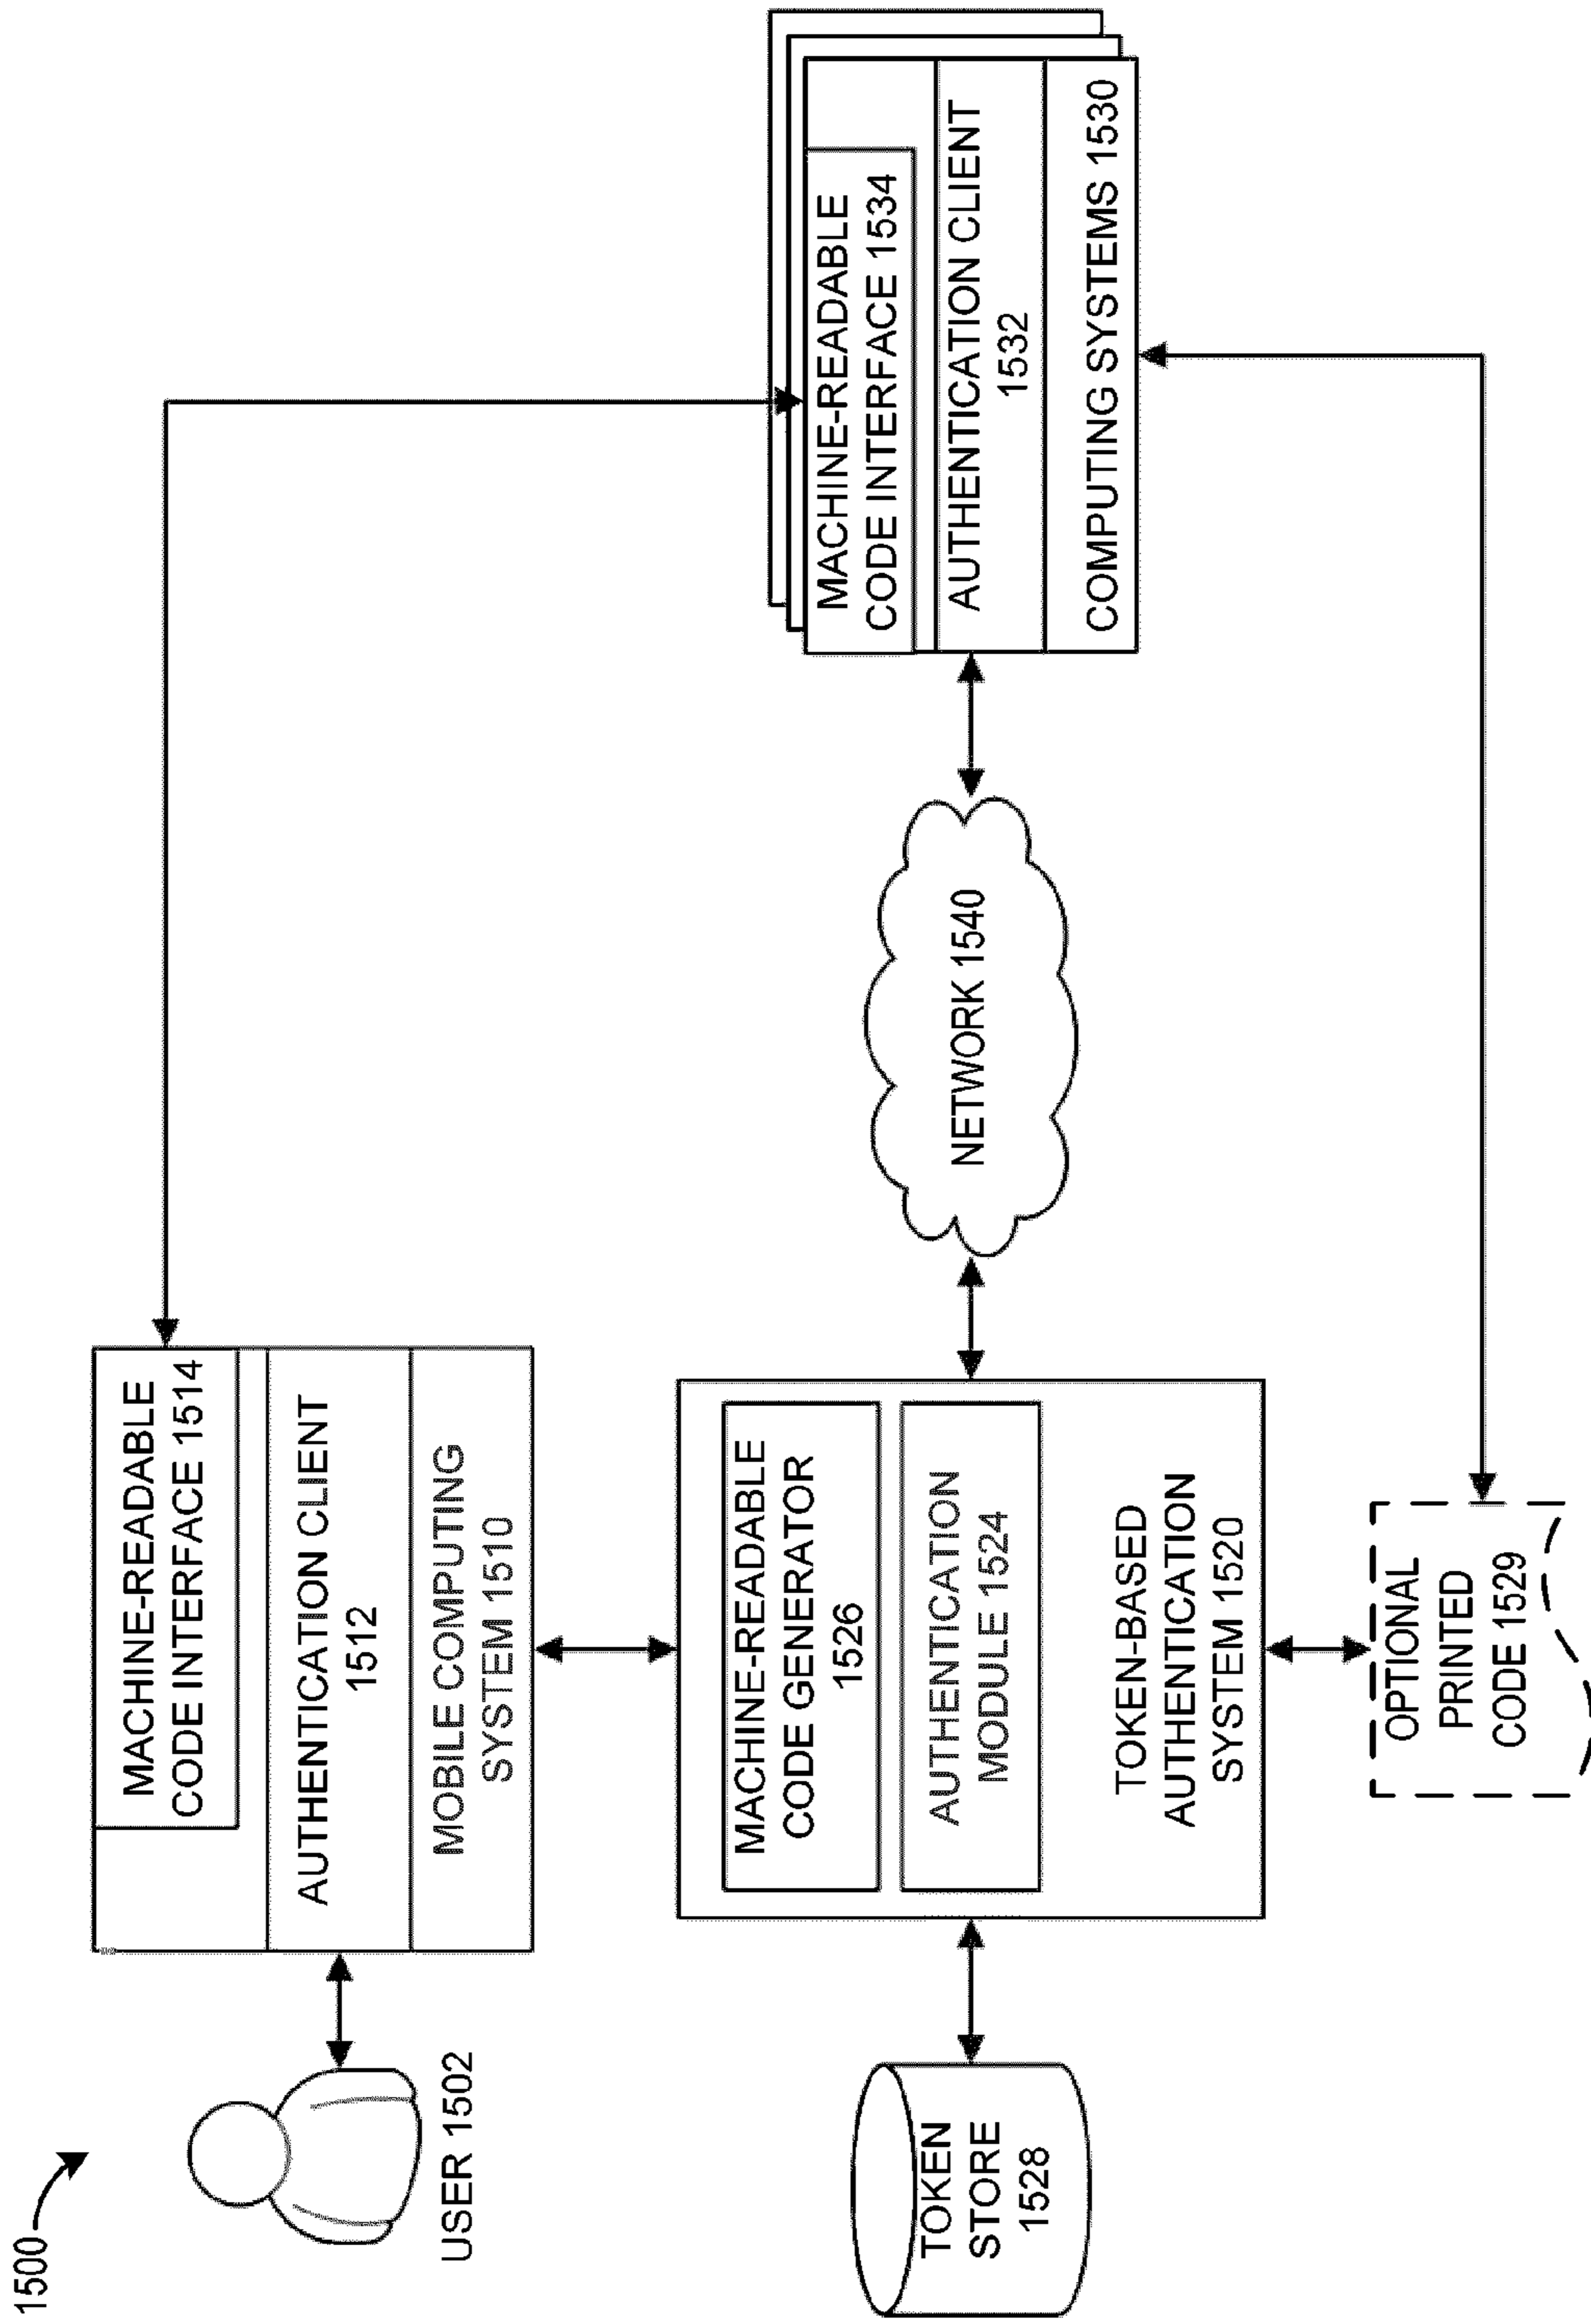 1500
USER 1502
MACHINE-READABLE
CODE INTERFACE 1514
AUTHENTICATION CLIENT
1512
MOBILE COMPUTING
SYSTEM 1510
TOKEN
STORE
1528
MACHINE-READABLE
CODE GENERATOR
1526
AUTHENTICATION
MODULE 1524
TOKEN-BASED
AUTHENTICATION
SYSTEM 1520
OPTIONAL
PRINTED
CODE 1529
NETWORK 1540
MACHINE-READABLE
CODE INTERFACE 1534
AUTHENTICATION CLIENT
1532
COMPUTING SYSTEMS 1530